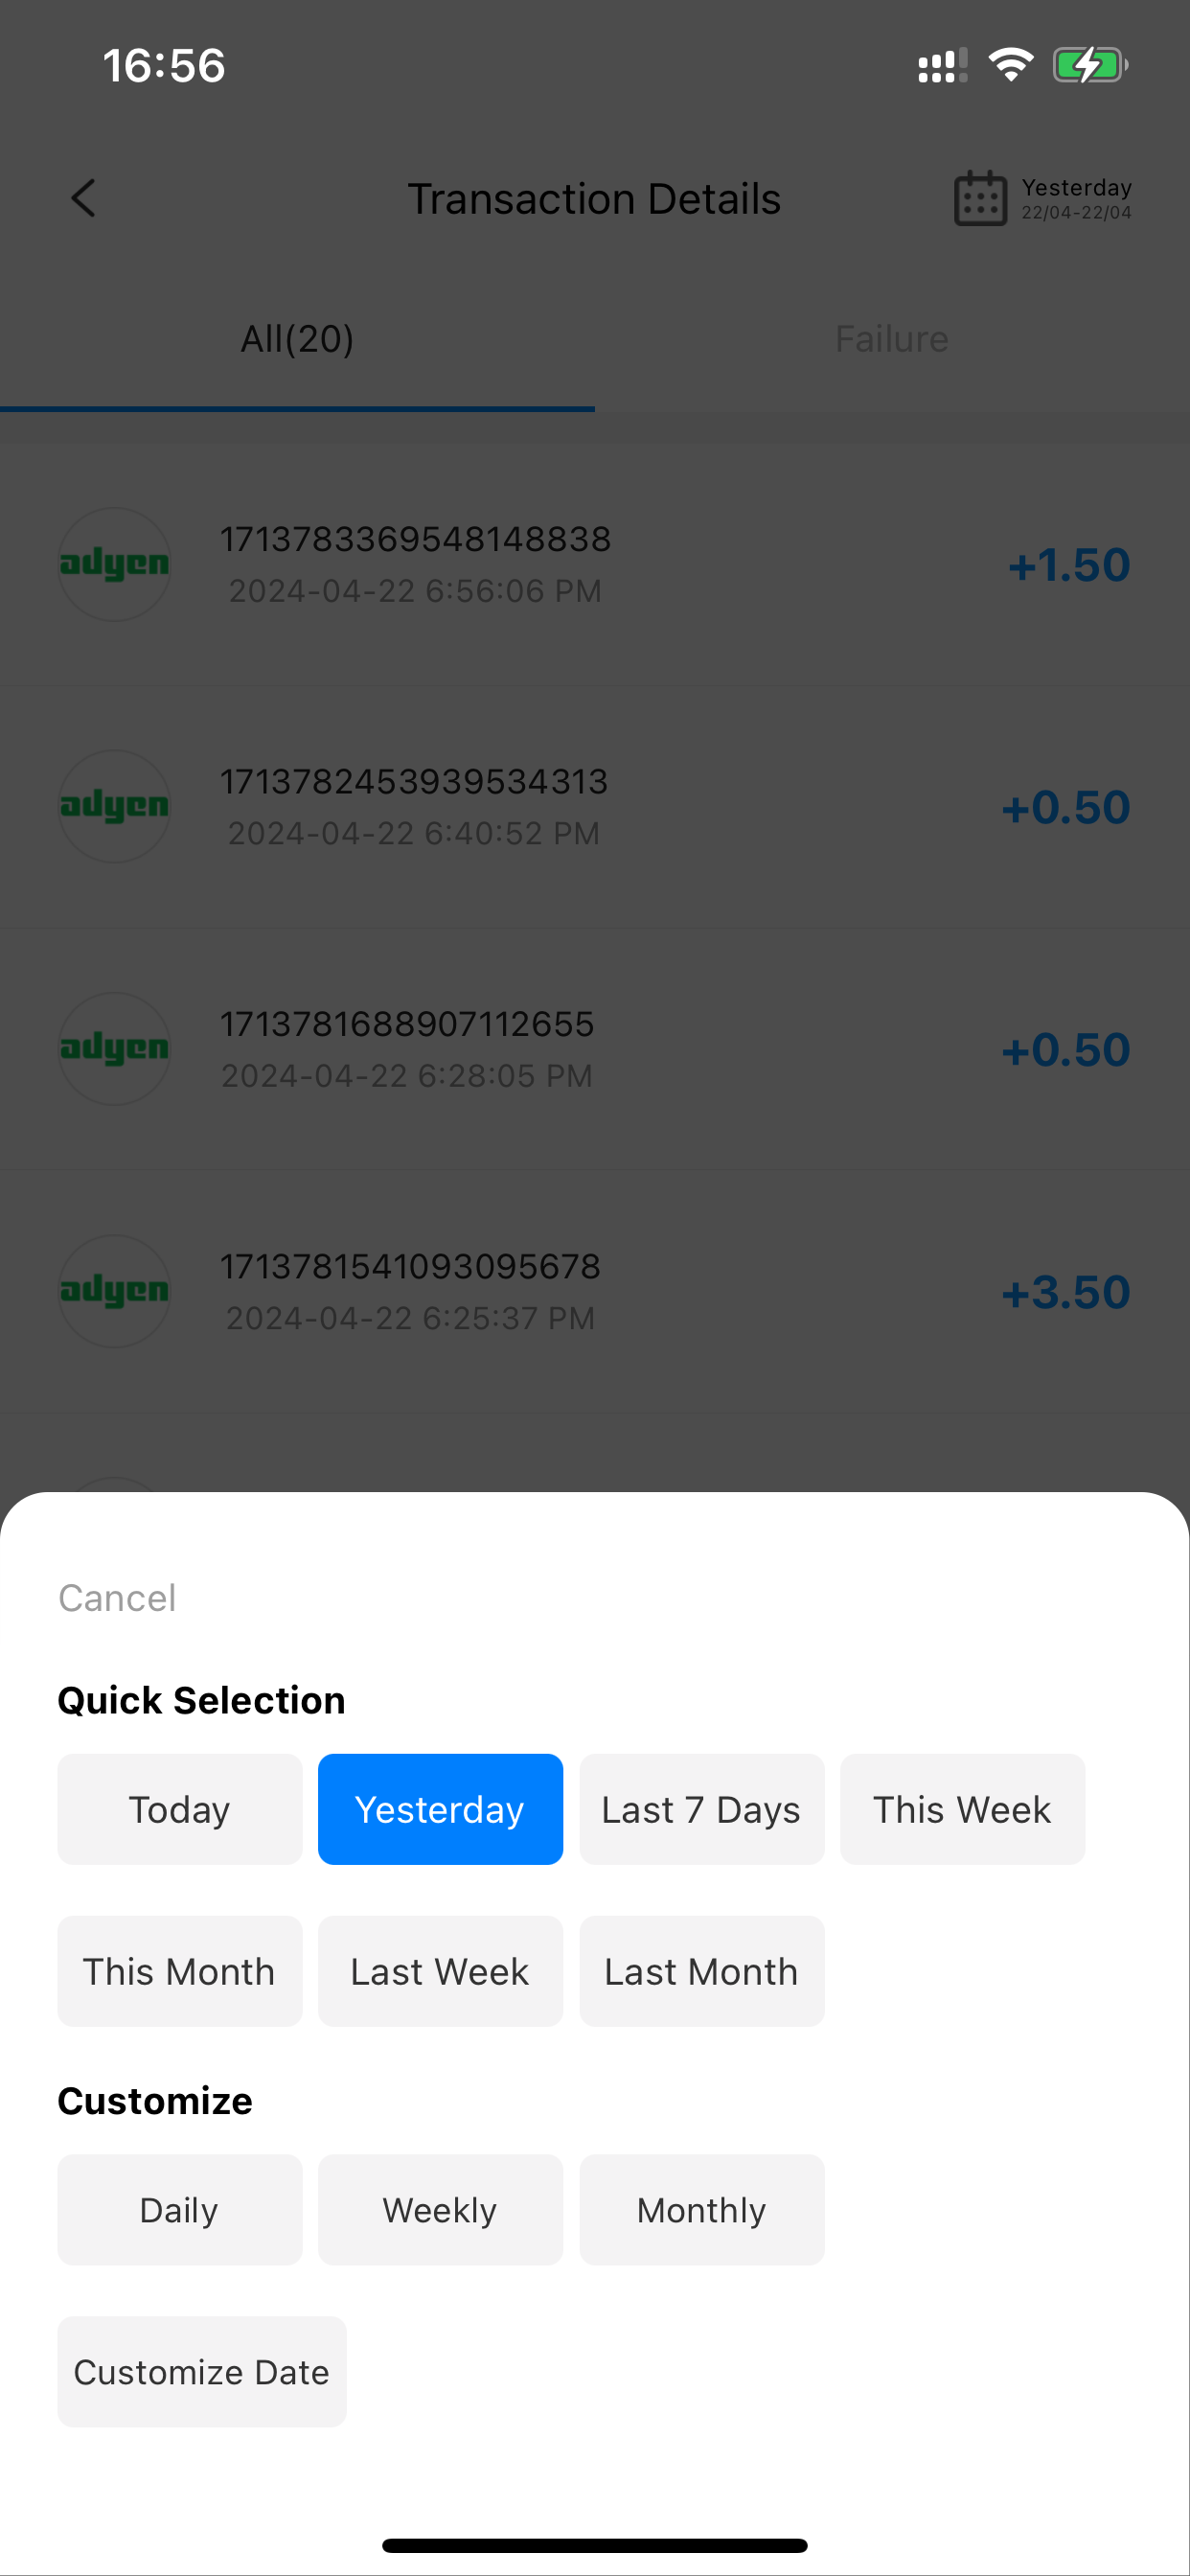 16:56
Transaction Details
Yesterday
22/04-22/04
All(20)
Failure
adyen
1713783369548148838
2024-04-22 6:56:06 PM
+1.50
adyen
1713782453939534313
2024-04-22 6:40:52 PM
+0.50
adyen
1713781688907112655
2024-04-22 6:28:05 PM
+0.50
adyen
1713781541093095678
2024-04-22 6:25:37 PM
+3.50
Cancel
Quick Selection
Today
Yesterday
Last 7 Days
This Week
This Month
Last Week
Last Month
Customize
Daily
Weekly
Monthly
Customize Date